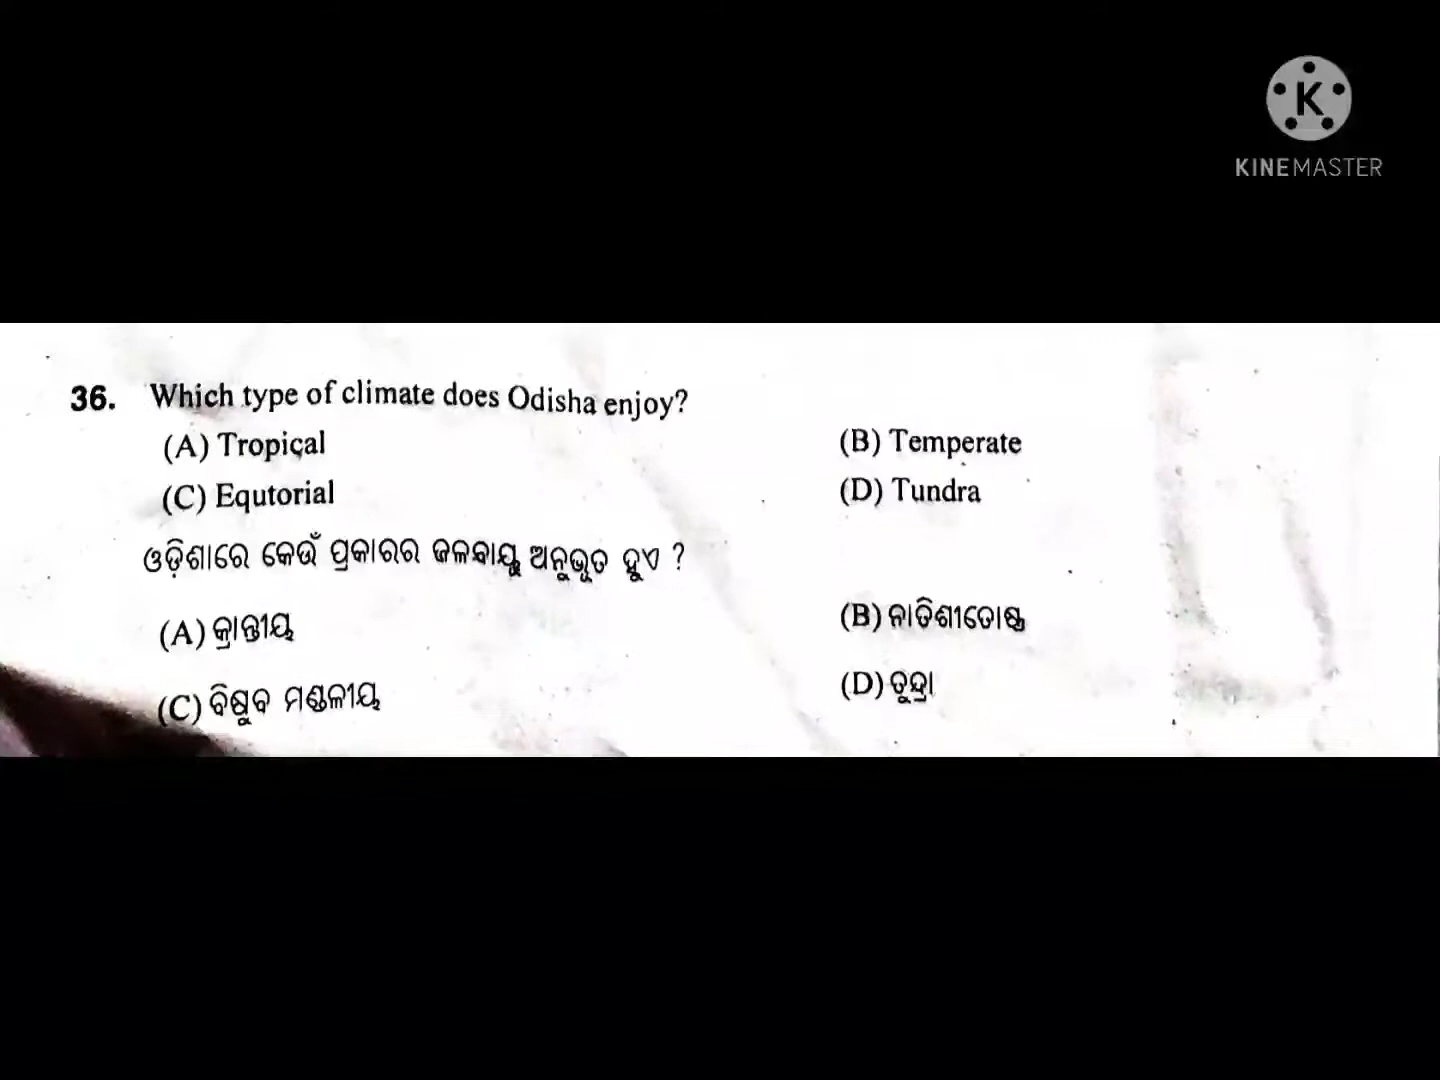 KINEMASTER
36. Which type of climate does Odisha enjoy?
(A) Tropical (B) Temperate
(C) Equtorial (D) Tundra
ଓଡ଼ିଶାରେ କେଉଁ ପ୍ରକାରର ଜଳବାୟୁ ଅନୁଭୂତ ହୁଏ ?
(A) କ୍ରାନ୍ତୀୟ (B) ନାତିଶୀତୋଷ୍ଣ
(C) ବିଷୁବ ମଣ୍ଡଳୀୟ (D) ତୁନ୍ଦ୍ରା